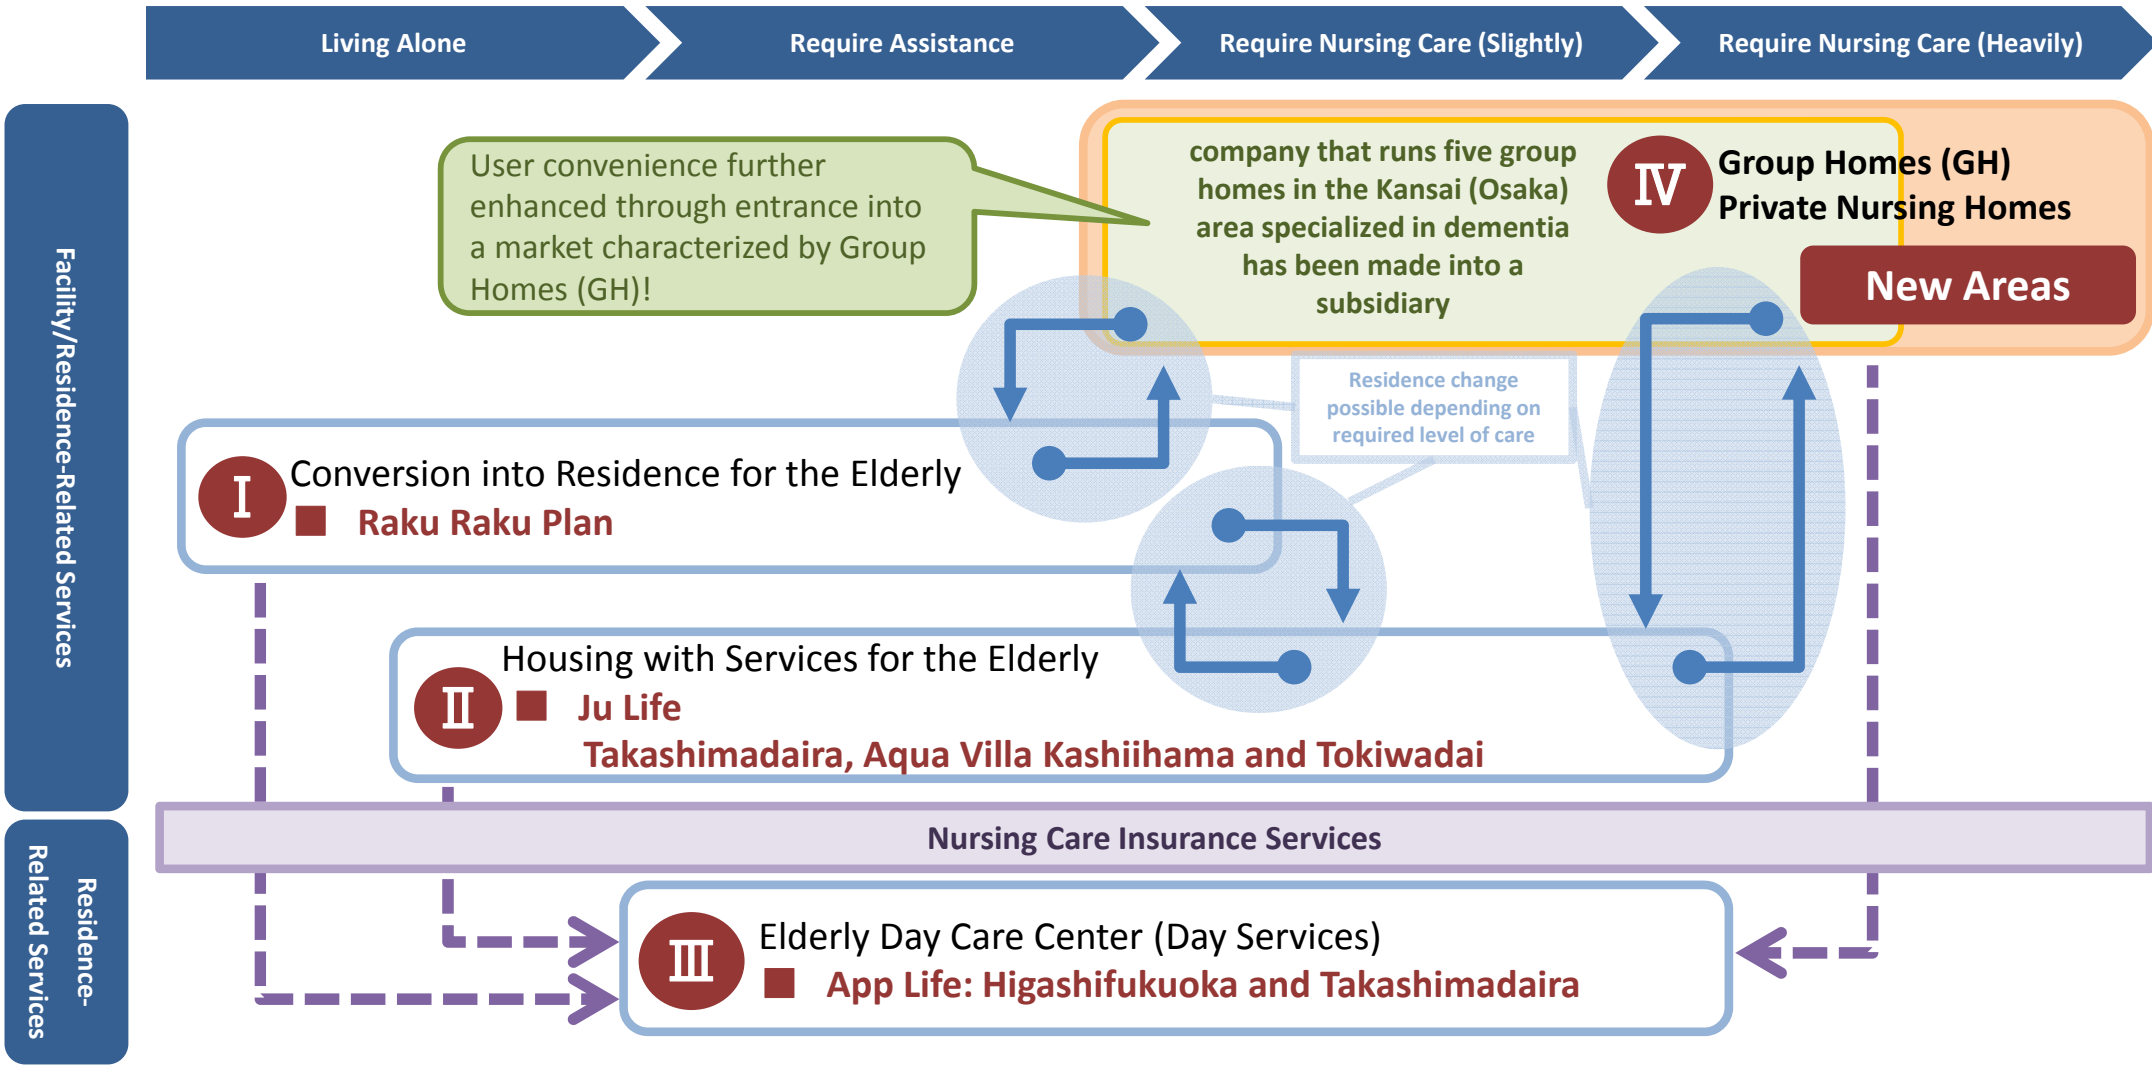 Living Alone
Require Assistance
Require Nursing Care (Slightly)
Require Nursing Care (Heavily)
Facility/Residence-Related Services
User convenience further
enhanced through entrance into
a market characterized by Group
Homes (GH)!
company that runs five group
homes in the Kansai (Osaka)
area specialized in dementia
has been made into a
subsidiary
IV
Group Homes (GH)
Private Nursing Homes
New Areas
Residence change
possible depending on
required level of care
I
Conversion into Residence for the Elderly
■ Raku Raku Plan
II
Housing with Services for the Elderly
■ Ju Life
Takashimadaira, Aqua Villa Kashiihama and Tokiwadai
Nursing Care Insurance Services
Residence-
Related Services
III
Elderly Day Care Center (Day Services)
■ App Life: Higashifukuoka and Takashimadaira